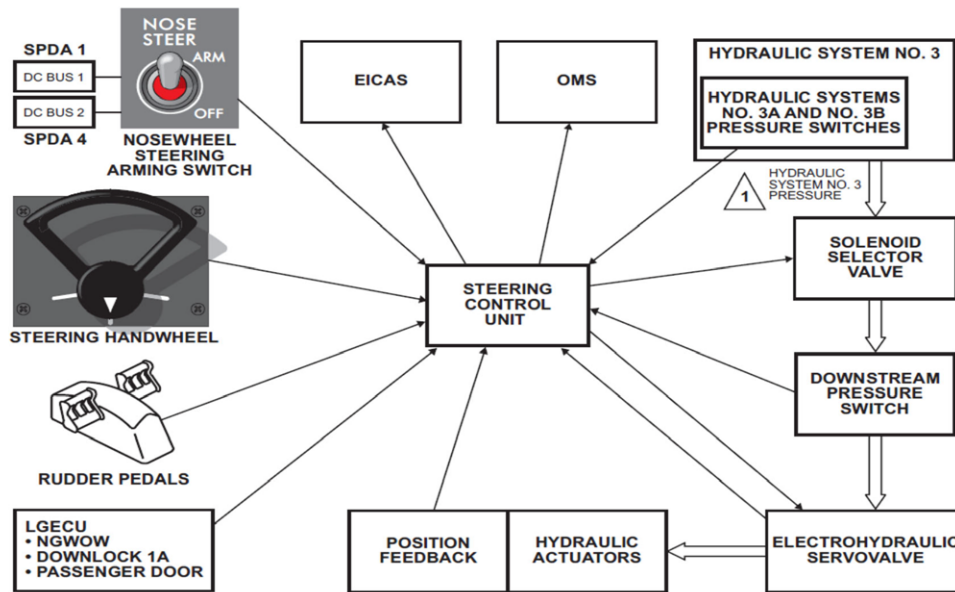 NOSE
STEER
ARM
OFF
SPDA 1
DC BUS 1
DC BUS 2
SPDA 4
NOSEWHEEL
STEERING
ARMING SWITCH
EICAS
OMS
HYDRAULIC SYSTEM NO. 3
HYDRAULIC SYSTEMS
NO. 3A AND NO. 3B
PRESSURE SWITCHES
1
HYDRAULIC
SYSTEM NO. 3
PRESSURE
SOLENOID
SELECTOR
VALVE
STEERING
CONTROL
UNIT
STEERING HANDWHEEL
DOWNSTREAM
PRESSURE
SWITCH
RUDDER PEDALS
LGECU
• NGWOW
• DOWNLOCK 1A
• PASSENGER DOOR
POSITION
FEEDBACK
HYDRAULIC
ACTUATORS
ELECTROHYDRAULIC
SERVOVALVE